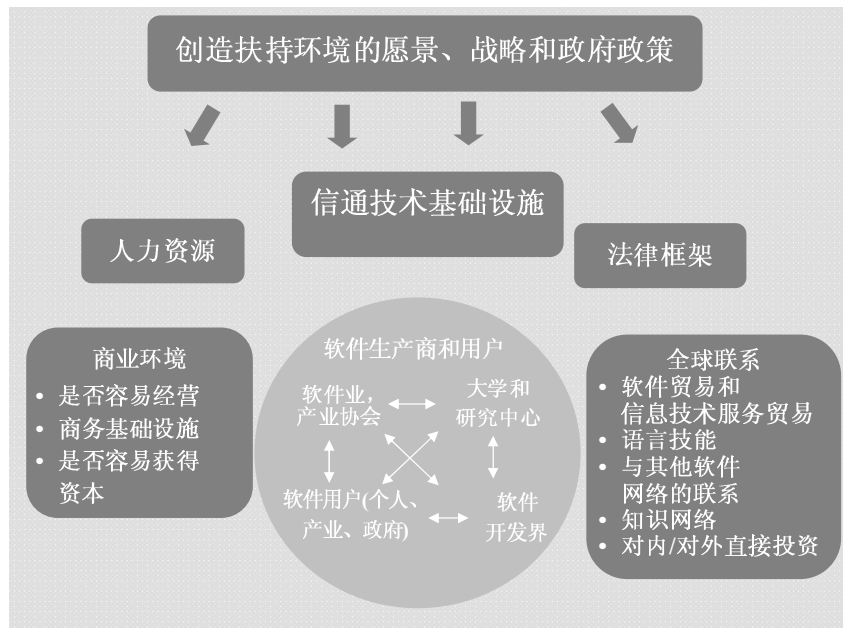 创造扶持环境的愿景、战略和政府政策
信通技术基础设施
人力资源
法律框架
商业环境
• 是否容易经营
• 商务基础设施
• 是否容易获得
资本
软件生产商和用户
软件业，
产业协会
大学和
研究中心
软件用户(个人、
产业、政府)
软件
开发界
全球联系
• 软件贸易和
信息技术服务贸易
• 语言技能
• 与其他软件
网络的联系
• 知识网络
• 对内/对外直接投资